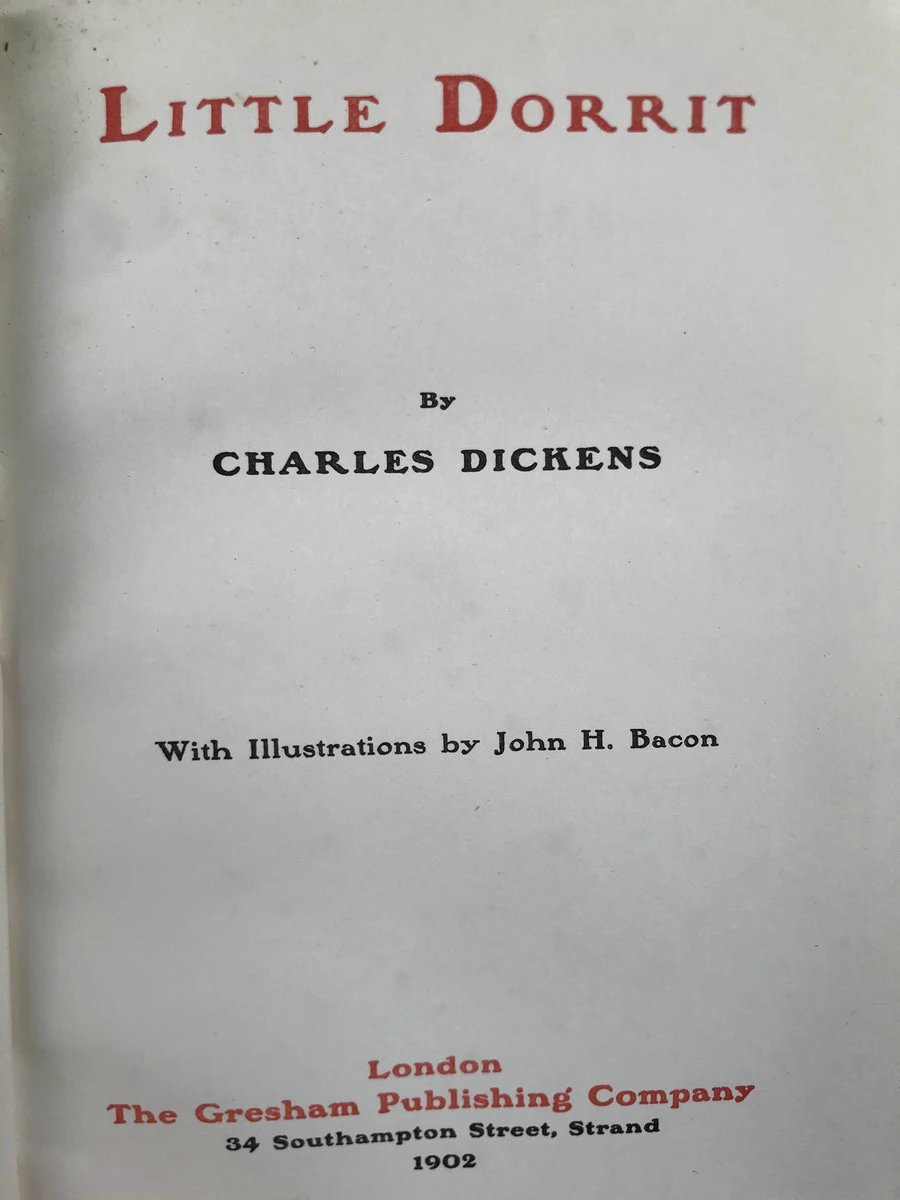 LITTLE DORRIT
By
CHARLES DICKENS
With Illustrations by John H. Bacon
London
The Gresham Publishing Company
34 Southampton Street, Strand
1902